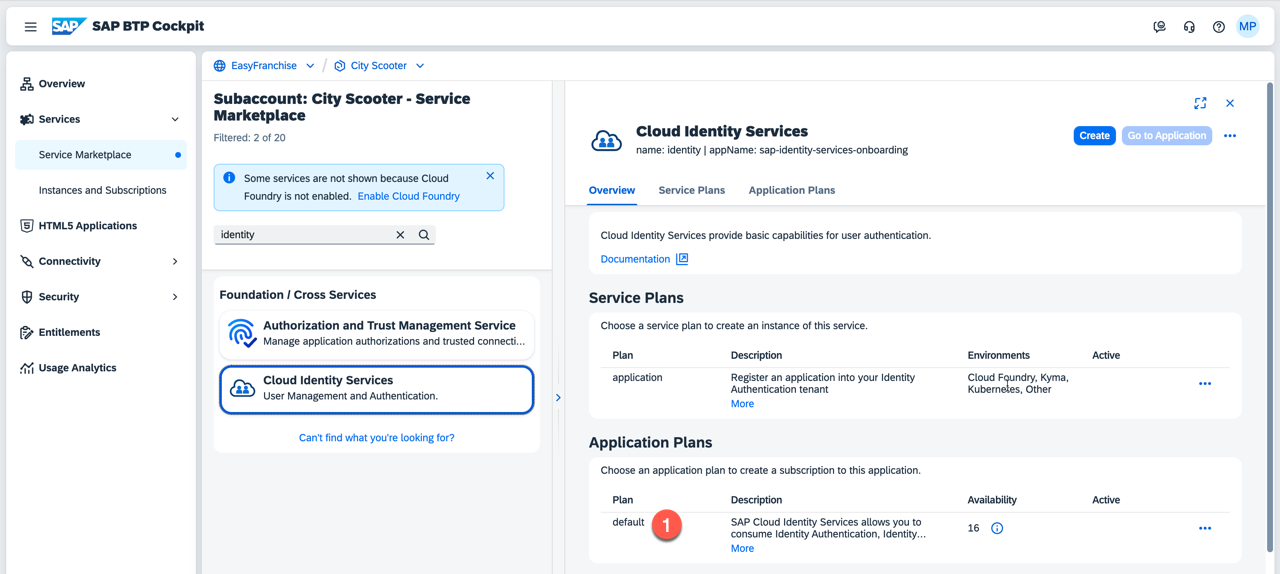 SAP SAP BTP Cockpit
MP
Overview
Services
Service Marketplace
Instances and Subscriptions
HTML5 Applications
Connectivity
Security
Entitlements
Usage Analytics
EasyFranchise / City Scooter
Subaccount: City Scooter - Service
Marketplace
Filtered: 2 of 20
Some services are not shown because Cloud
Foundry is not enabled. Enable Cloud Foundry
identity
Foundation / Cross Services
Authorization and Trust Management Service
Manage application authorizations and trusted connecti...
Cloud Identity Services
User Management and Authentication.
Can't find what you're looking for?
Cloud Identity Services
name: identity | appName: sap-identity-services-onboarding
Create
Go to Application
Overview Service Plans Application Plans
Cloud Identity Services provide basic capabilities for user authentication.
Documentation
Service Plans
Choose a service plan to create an instance of this service.
Plan Description Environments Active
application Register an application into your Identity Cloud Foundry, Kyma,
Authentication tenant Kubernetes, Other
More
Application Plans
Choose an application plan to create a subscription to this application.
Plan Description Availability Active
default 1 SAP Cloud Identity Services allows you to 16
consume Identity Authentication, Identity...
More